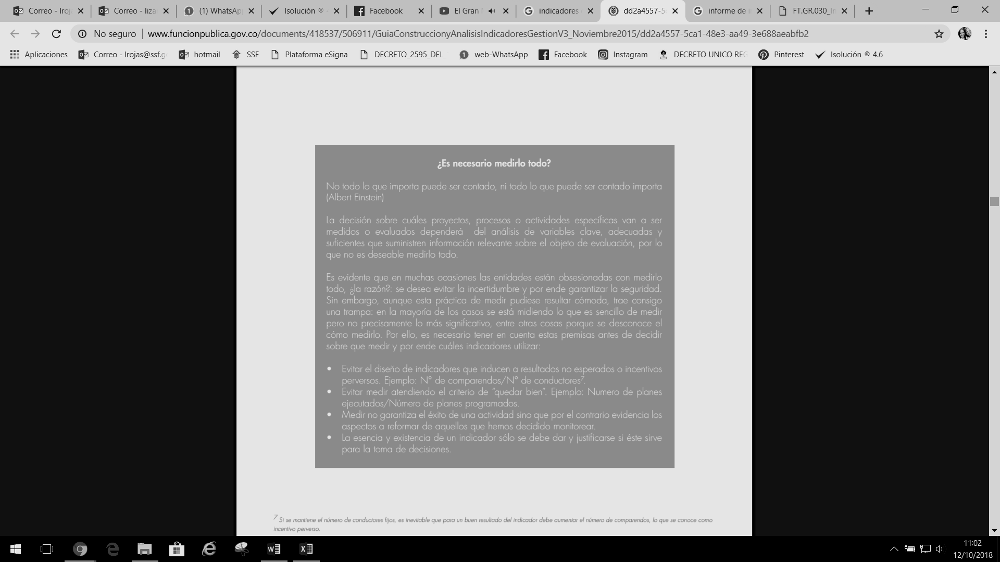 Correo - Iroj
Correo - liza
(1) WhatsAp
Isolución ®
Facebook
El Gran
indicadores
dd2a4557-5
informe de i
FT.GR.030_In
No seguro
www.funcionpublica.gov.co/documents/418537/506911/GuiaConstruccionyAnalisisIndicadoresGestionV3_Noviembre2015/dd2a4557-5ca1-48e3-aa49-3e688aeabfb2
Aplicaciones
Correo - Irojas@ssf.g
hotmail
SSF
Plataforma eSigna
DECRETO_2595_DEL_
web-WhatsApp
Facebook
Instagram
DECRETO UNICO REG
Pinterest
Isolución ® 4.6
¿Es necesario medirlo todo?
No todo lo que importa puede ser contado, ni todo lo que puede ser contado importa
(Albert Einstein)
La decisión sobre cuáles proyectos, procesos o actividades específicas van a ser
medidos o evaluados dependerá del análisis de variables clave, adecuadas y
suficientes que suministren información relevante sobre el objeto de evaluación, por lo
que no es deseable medirlo todo.
Es evidente que en muchas ocasiones las entidades están obsesionadas con medirlo
todo, ¿la razón?: se desea evitar la incertidumbre y por ende garantizar la seguridad.
Sin embargo, aunque esta práctica de medir pudiese resultar cómoda, trae consigo
una trampa: en la mayoría de los casos se está midiendo lo que es sencillo de medir
pero no precisamente lo más significativo, entre otras cosas porque se desconoce el
cómo medirlo. Por ello, es necesario tener en cuenta estas premisas antes de decidir
sobre que medir y por ende cuáles indicadores utilizar:
• Evitar el diseño de indicadores que inducen a resultados no esperados o incentivos
perversos. Ejemplo: N° de comparendos/N° de conductores⁷.
• Evitar medir atendiendo el criterio de “quedar bien”. Ejemplo: Numero de planes
ejecutados/Número de planes programados.
• Medir no garantiza el éxito de una actividad sino que por el contrario evidencia los
aspectos a reformar de aquellos que hemos decidido monitorear.
• La esencia y existencia de un indicador sólo se debe dar y justificarse si éste sirve
para la toma de decisiones.
7 Si se mantiene el número de conductores fijos, es inevitable que para un buen resultado del indicador debe aumentar el número de comparendos, lo que se conoce como
incentivo perverso.
11:02
12/10/2018